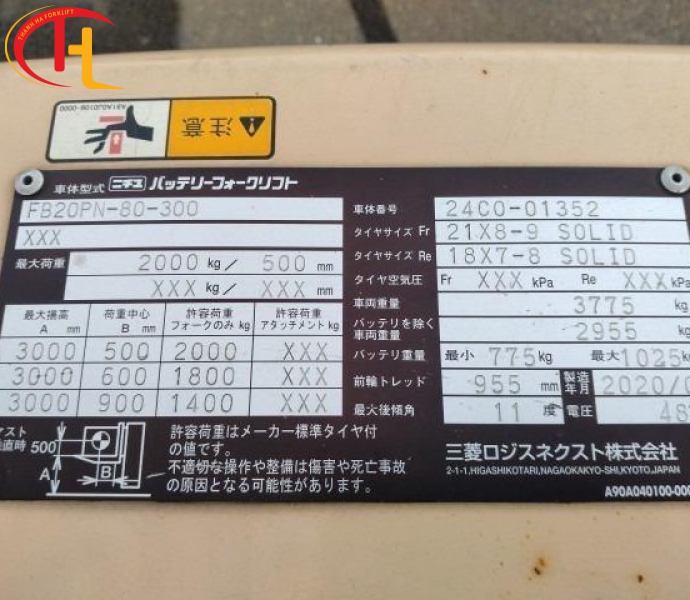 THANH HA FORKLIFT
HL
A91A0J0108-0000
注意
車体型式 ニチユ バッテリーフォークリフト
FB20PN-80-300
XXX
最大荷重 2000 kg / 500 mm
XXX kg / XXX mm
最大揚高 A mm 荷重中心 B mm 許容荷重 フォークのみ kg 許容荷重 アタッチメント kg
3000 500 2000 XXX
3000 600 1800 XXX
3000 900 1400 XXX
車体番号 24C0-01352
タイヤサイズ Fr 21X8-9 SOLID
タイヤサイズ Re 18X7-8 SOLID
タイヤ空気圧 Fr XXX kPa Re XXX kPa
車両重量 3775 kg
バッテリを除く 車両重量 2955 kg
バッテリ重量 最小 775 kg 最大 1025 kg
前輪トレッド 955 mm 製造年月 2020/0
最大後傾角 11 度 電圧 48
スト
直時 500
A
B
許容荷重はメーカー標準タイヤ付
の値です。
不適切な操作や整備は傷害や死亡事故
の原因となる可能性があります。
三菱ロジスネクスト株式会社
2-1-1,HIGASHIKOTARI,NAGAOKAKYO-SHI,KYOTO,JAPAN
A90A040100-000